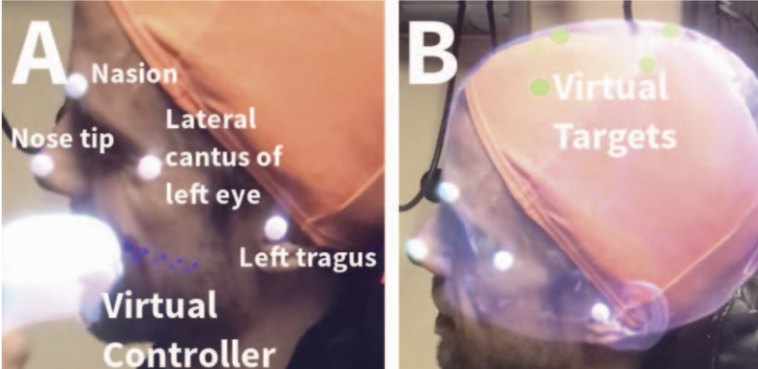 A
Nasion
Nose tip
Lateral
cantus of
left eye
Left tragus
Virtual
Controller
B
Virtual
Targets